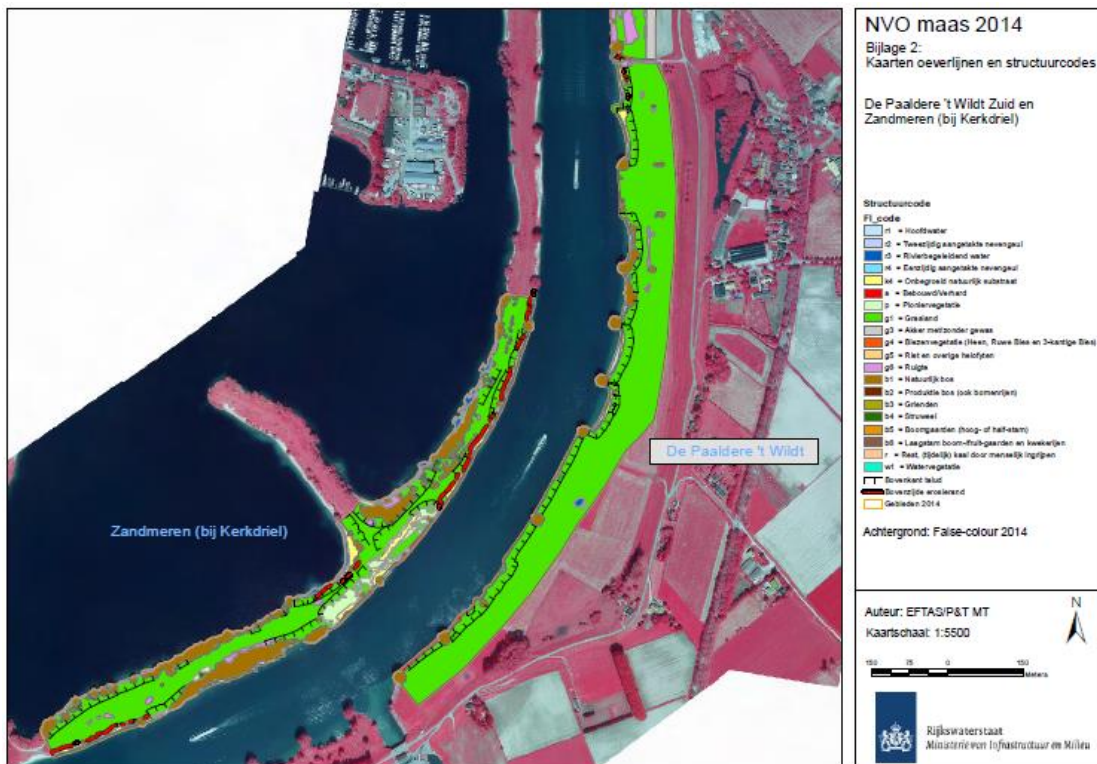 NVO maas 2014
Bijlage 2:
Kaarten oeverlijnen en structuurcodes
De Paaldere 't Wildt Zuid en
Zandmeren (bij Kerkdriel)
Structuurcode
FI_code
r1 = Hoofdwater
r2 = Tweezijdig aangetakte nevengeul
r3 = Rivierbegeleidend water
r4 = Eenzijdig aangetakte nevengeul
k4 = Onbegroeid natuurlijk substraat
a = Bebouwd/Verhard
p = Pioniervegetatie
g1 = Grasland
g3 = Akker met/zonder gewas
g4 = Biezenvegetatie (Heen, Ruwe Bies en 3-kantige Bies)
g5 = Riet en overige helofyten
g6 = Ruigte
b1 = Natuurlijk bos
b2 = Produktie bos (ook bomenrijen)
b3 = Grienden
b4 = Struweel
b5 = Boomgaarden (hoog- of half-stam)
b6 = Laagstam boom-/fruit-gaarden en kwekerijen
r = Rest, (tijdelijk) kaal door menselijk ingrijpen
w1 = Watervegetatie
Bovenkant talud
Bovenzijde erosierand
Gebieden 2014
Achtergrond: False-colour 2014
De Paaldere 't Wildt
Zandmeren (bij Kerkdriel)
Auteur: EFTAS/P&T MT
Kaartschaal: 1:5500
N
150 75 0 150
Meters
Rijkswaterstaat
Ministerie van Infrastructuur en Milieu